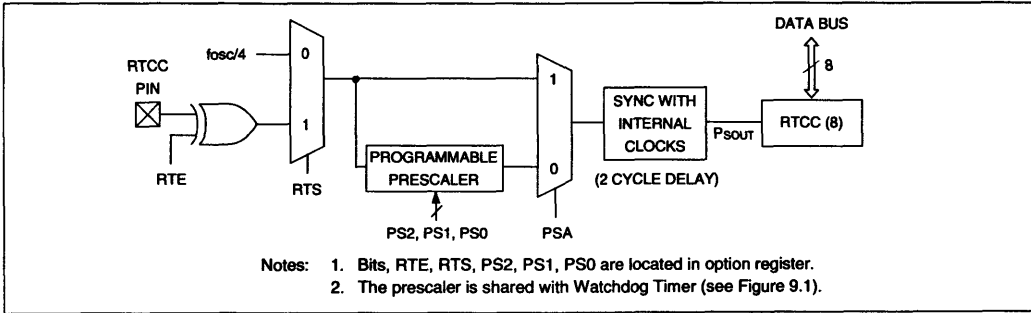 DATA BUS
8
fosc/4
0
RTCC
PIN
1
RTE
RTS
PROGRAMMABLE
PRESCALER
PS2, PS1, PS0
1
0
PSA
SYNC WITH
INTERNAL
CLOCKS
(2 CYCLE DELAY)
PSOUT
RTCC (8)
Notes: 1. Bits, RTE, RTS, PS2, PS1, PS0 are located in option register.
2. The prescaler is shared with Watchdog Timer (see Figure 9.1).